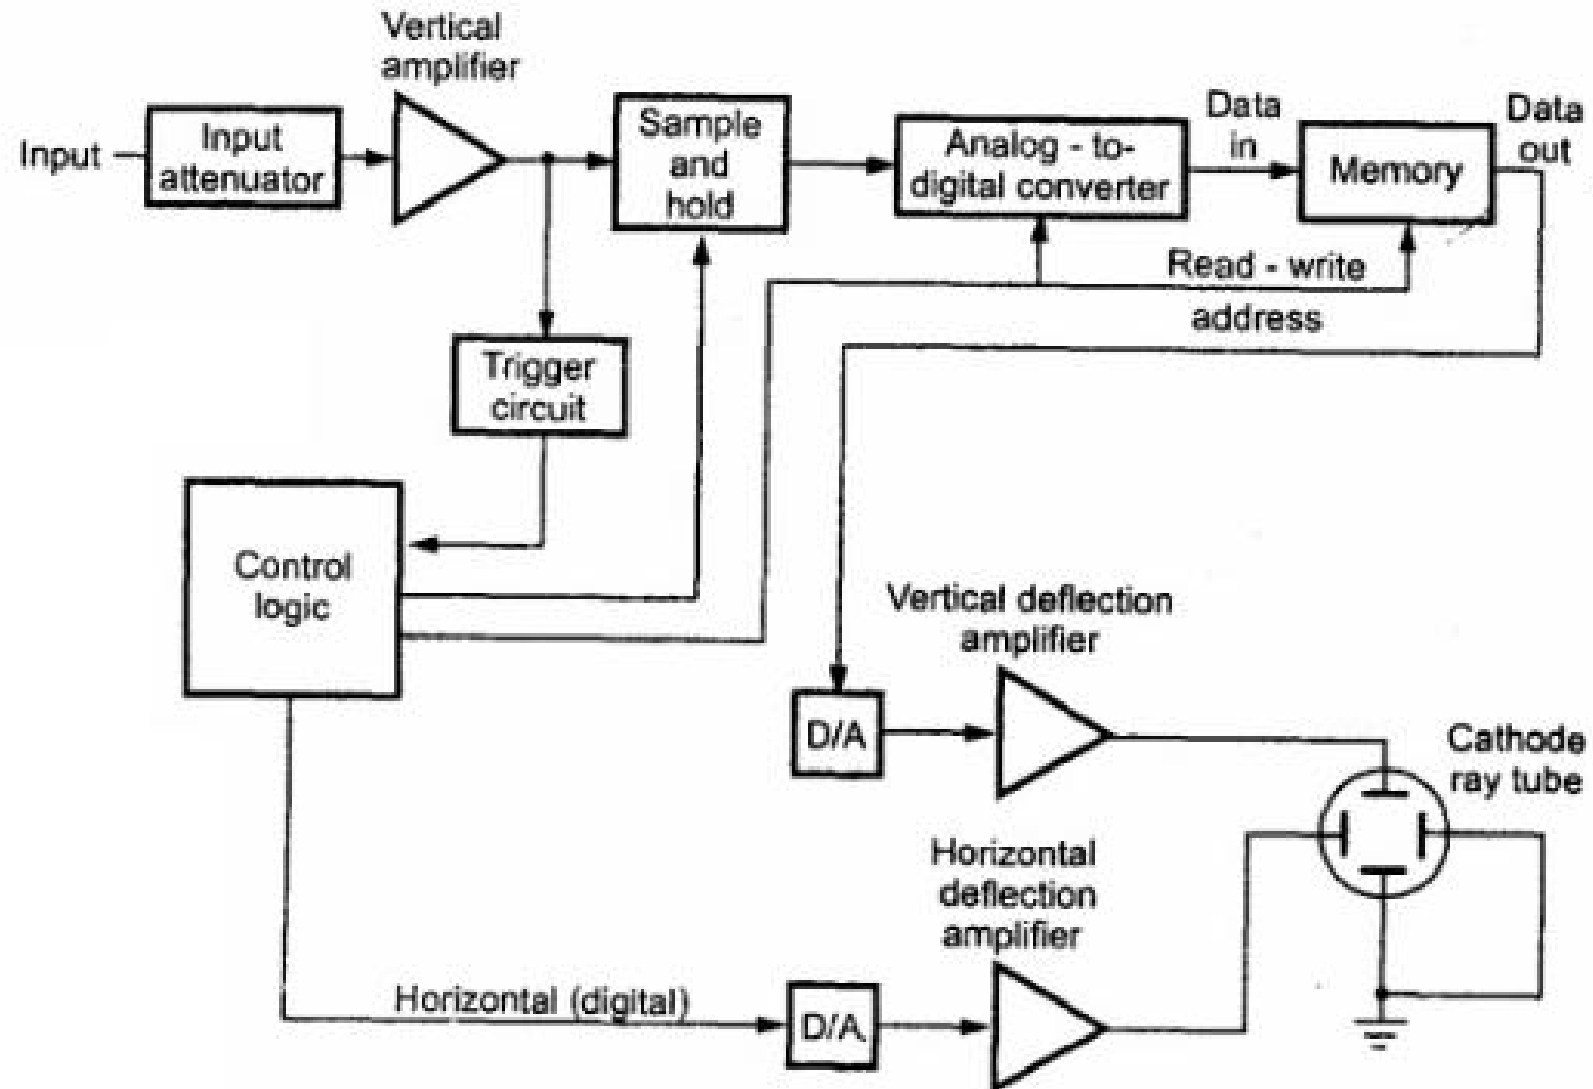 Vertical
amplifier
Input
Input
attenuator
Sample
and
hold
Analog - to-
digital converter
Data
in
Memory
Data
out
Read - write
address
Trigger
circuit
Control
logic
Vertical deflection
amplifier
D/A
Cathode
ray tube
Horizontal
deflection
amplifier
Horizontal (digital)
D/A